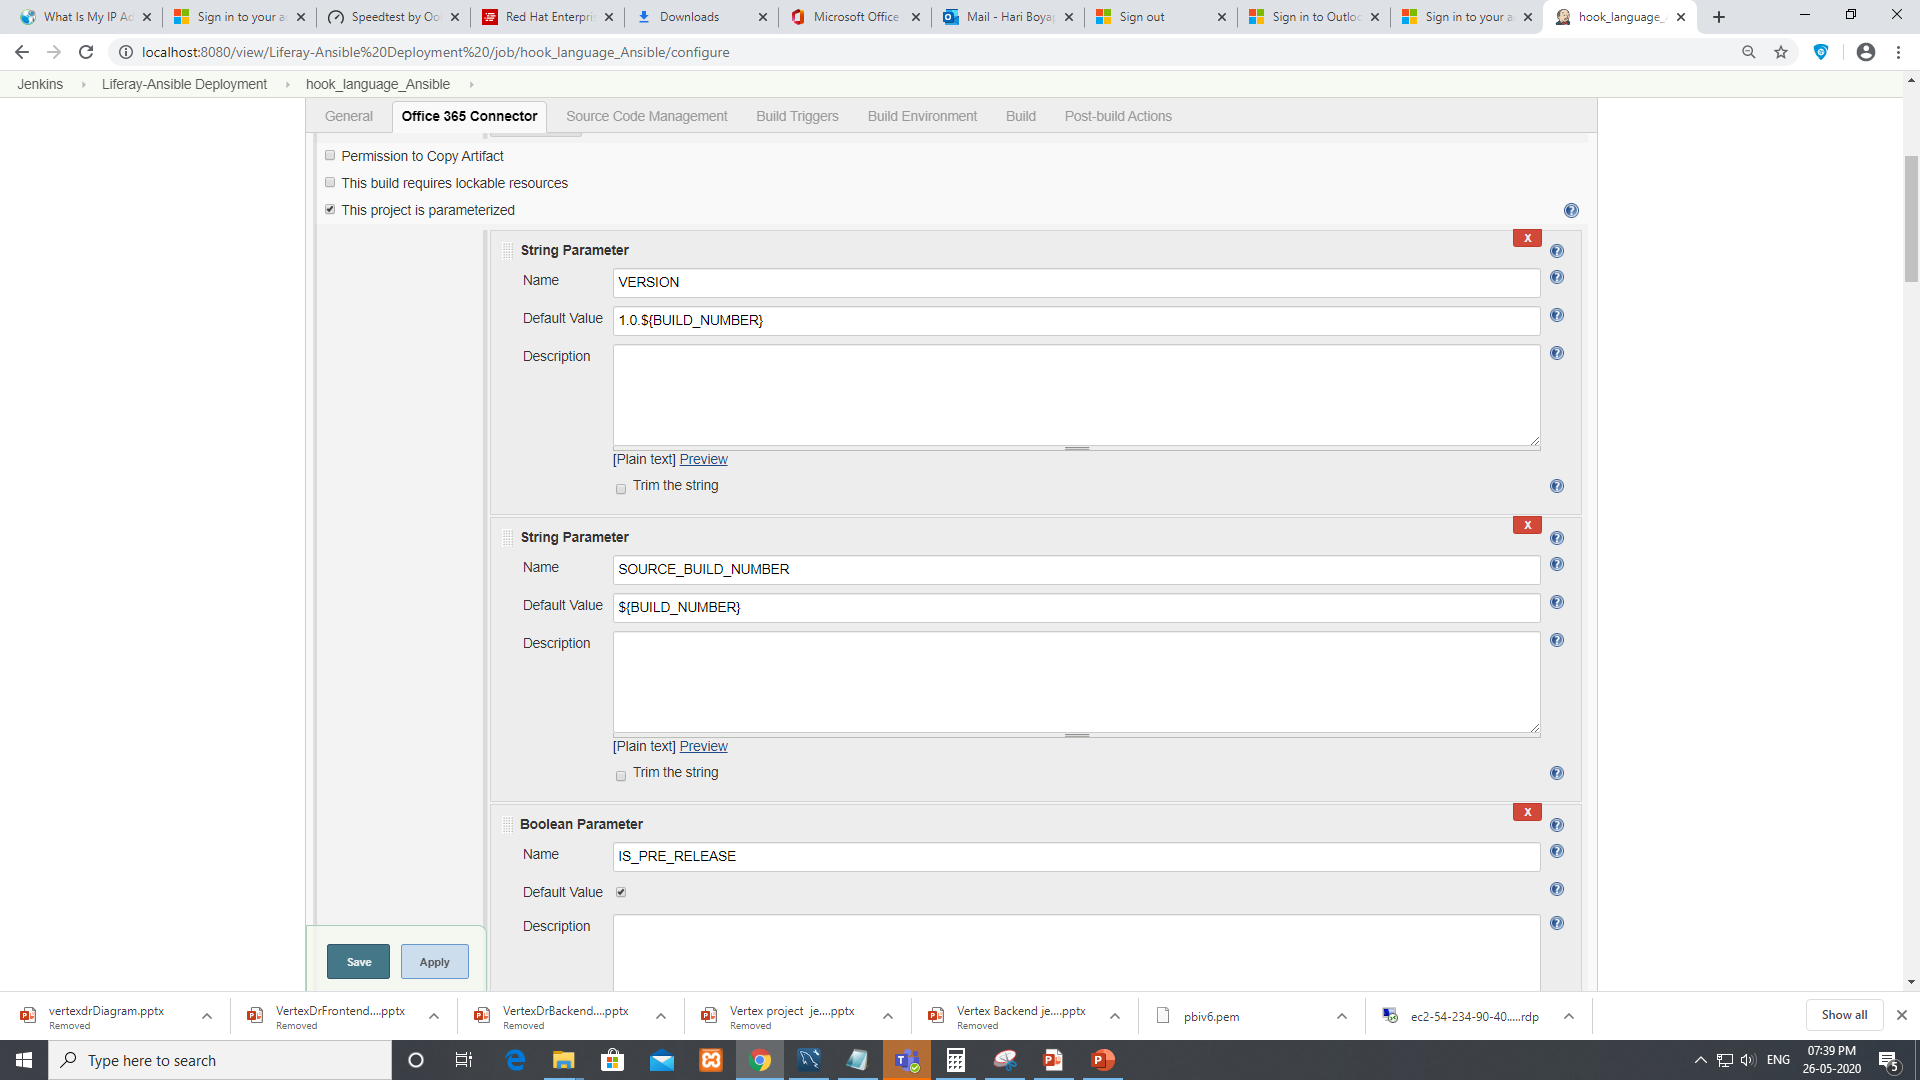 What Is My IP Ad
Sign in to your a
Speedtest by Oo
Red Hat Enterpri
Downloads
Microsoft Office
Mail - Hari Boya
Sign out
Sign in to Outloo
Sign in to your a
hook_language_
localhost:8080/view/Liferay-Ansible%20Deployment%20/job/hook_language_Ansible/configure
Jenkins
Liferay-Ansible Deployment
hook_language_Ansible
General
Office 365 Connector
Source Code Management
Build Triggers
Build Environment
Build
Post-build Actions
Permission to Copy Artifact
This build requires lockable resources
This project is parameterized
String Parameter
X
Name
VERSION
Default Value
1.0.${BUILD_NUMBER}
Description
[Plain text] Preview
Trim the string
String Parameter
X
Name
SOURCE_BUILD_NUMBER
Default Value
${BUILD_NUMBER}
Description
[Plain text] Preview
Trim the string
Boolean Parameter
X
Name
IS_PRE_RELEASE
Default Value
Description
Save
Apply
vertexdrDiagram.pptx
Removed
VertexDrFrontend....pptx
Removed
VertexDrBackend....pptx
Removed
Vertex project je....pptx
Removed
Vertex Backend je....pptx
Removed
pbiv6.pem
ec2-54-234-90-40.....rdp
Show all
Type here to search
ENG
07:39 PM
26-05-2020
5